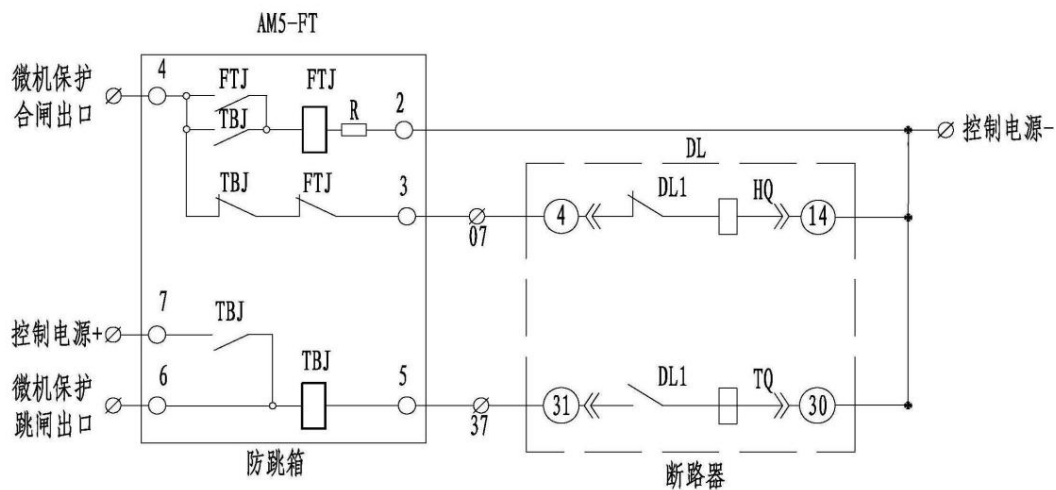 AM5-FT
微机保护
合闸出口
4
FTJ
FTJ
TBJ
R
2
控制电源-
DL
TBJ
FTJ
3
07
4
DL1
HQ
14
7
控制电源+
TBJ
TBJ
微机保护
跳闸出口
6
5
37
31
DL1
TQ
30
防跳箱
断路器